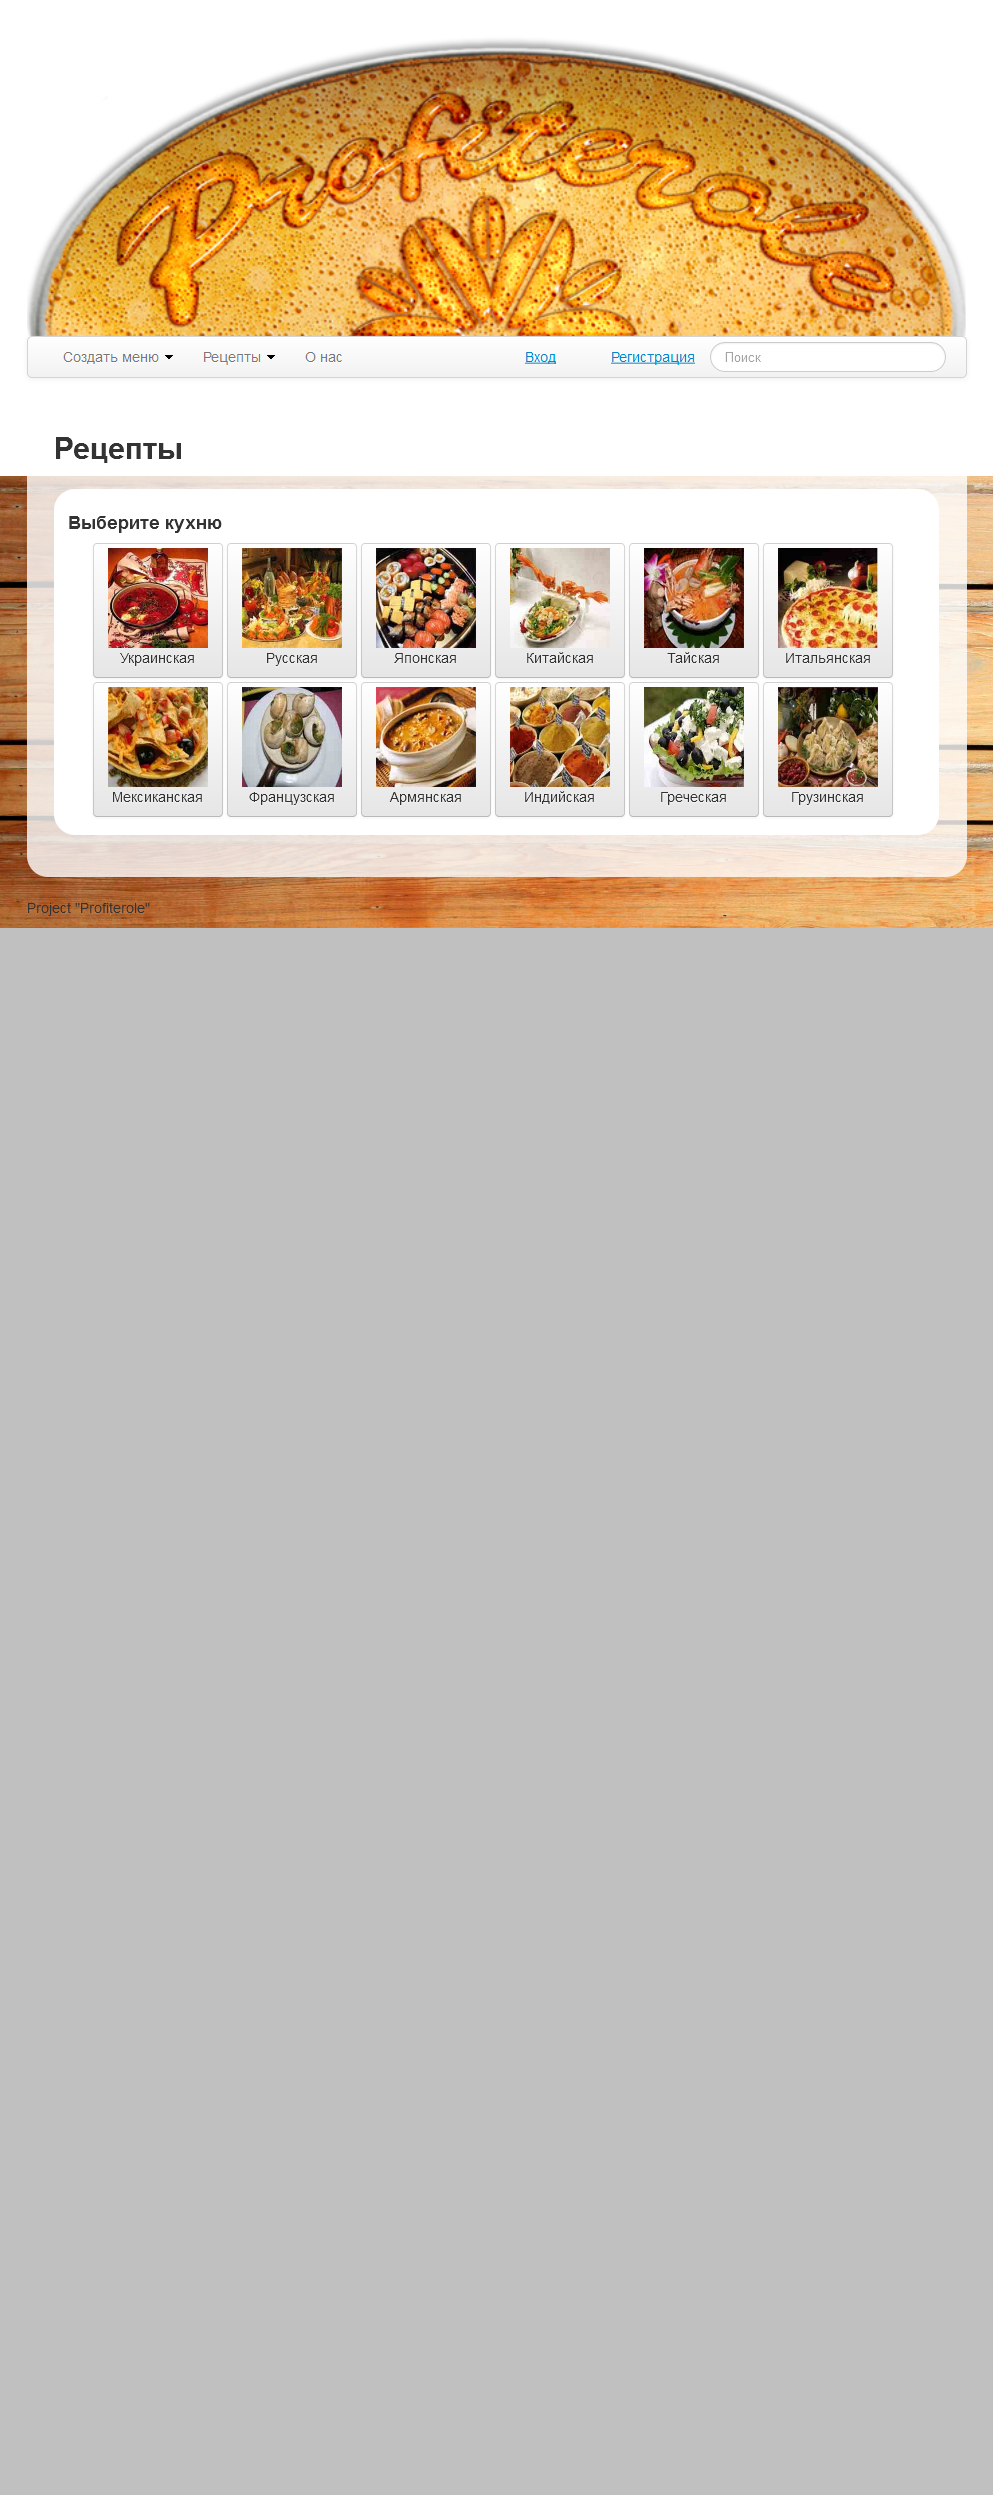 Profiterole
Создать меню Рецепты О нас Вход Регистрация Поиск
Рецепты
Выберите кухню
Украинская Русская Японская Китайская Тайская Итальянская
Мексиканская Французская Армянская Индийская Греческая Грузинская
Project "Profiterole"